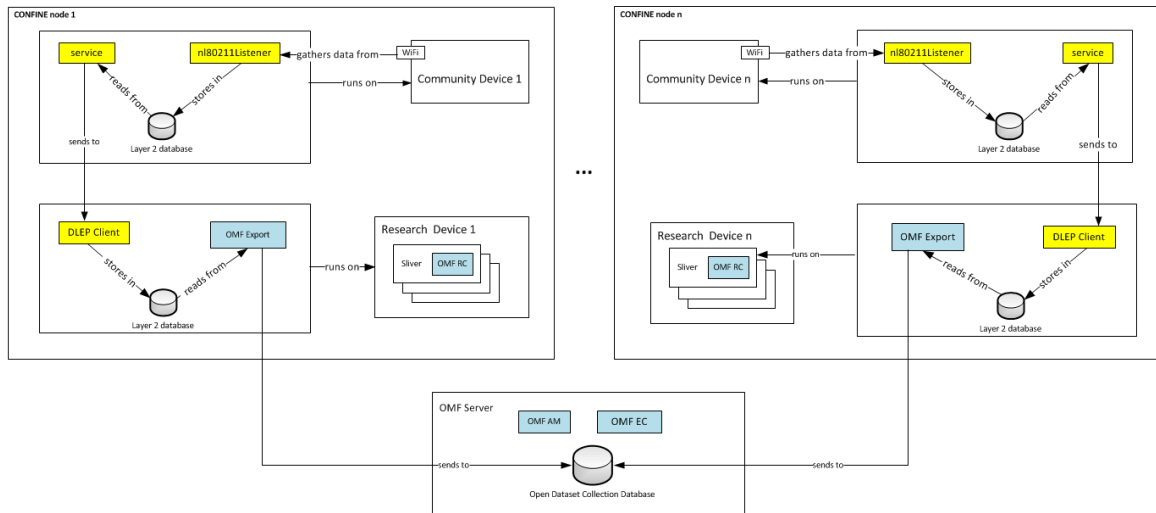 CONFINE node 1
service
nl80211Listener
gathers data from
WiFi
Community Device 1
reads from
stores in
runs on
Layer 2 database
sends to
DLEP Client
OMF Export
stores in
reads from
Layer 2 database
runs on
Research Device 1
Sliver
OMF RC
...
CONFINE node n
WiFi
gathers data from
nl80211Listener
service
Community Device n
runs on
stores in
reads from
Layer 2 database
sends to
Research Device n
Sliver
OMF RC
runs on
OMF Export
DLEP Client
reads from
stores in
Layer 2 database
OMF Server
OMF AM
OMF EC
sends to
sends to
Open Dataset Collection Database